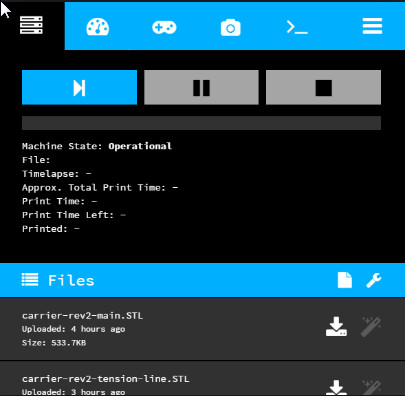 Machine State: Operational
File:
Timelapse: -
Approx. Total Print Time: -
Print Time: -
Print Time Left: -
Printed: -
Files
carrier-rev2-main.STL
Uploaded: 4 hours ago
Size: 533.7KB
carrier-rev2-tension-line.STL
Uploaded: 3 hours ago